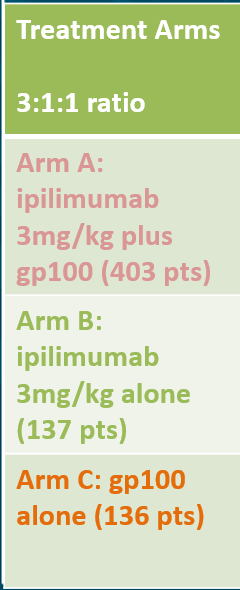 Treatment Arms
3:1:1 ratio
Arm A:
ipilimumab
3mg/kg plus
gp100 (403 pts)
Arm B:
ipilimumab
3mg/kg alone
(137 pts)
Arm C: gp100
alone (136 pts)